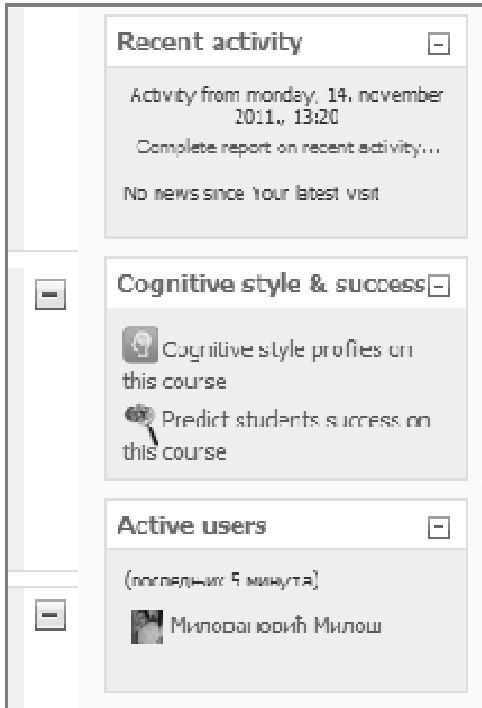 Recent activity
Activity from monday, 14. november
2011., 13:20
Complete report on recent activity...
No news since Your latest visit
Cognitive style & success
Cognitive style profiles on
this course
Predict students success on
this course
Active users
(последњих 5 минута)
Миловановић Милош